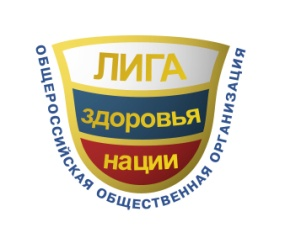 ЛИГА
здоровья
нации
ОБЩЕРОССИЙСКАЯ ОБЩЕСТВЕННАЯ ОРГАНИЗАЦИЯ